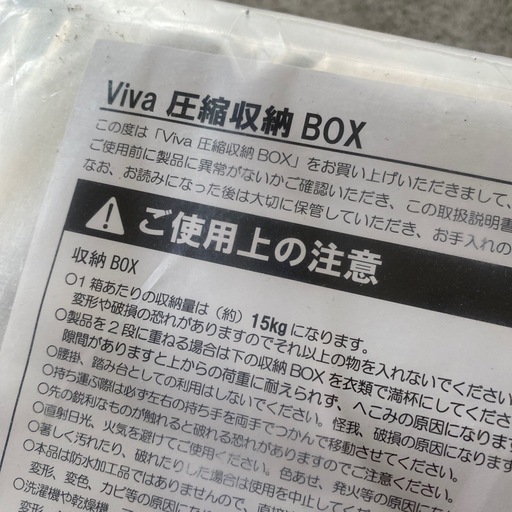 Viva 圧縮収納 BOX
この度は「Viva 圧縮収納 BOX」をお買い上げいただきまして、
ご使用前に製品に異常がないかご確認いただき、この取扱説明書
なお、お読みになった後は大切に保管していただき、お手入れの
ご使用上の注意
収納 BOX
○1 箱あたりの収納量は（約）15kg になります。
変形や破損の恐れがありますのでそれ以上の物を入れないでください
○製品を2段に重ねる場合は下の収納 BOX を衣類で満杯にしてくださ
隙間がありますと上からの荷重に耐えられず、へこみの原因になります
○腰掛、踏み台としての利用はしないでください。怪我、破損の原因になります
○持ち運ぶ際は必ず左右の持ち手を両手でつかんで移動させてください
○先の鋭利なものが触れると破れる恐れがありますのでご注意ください。
○直射日光、火気を避けてご使用ください。色あせ、発火等の原因にな
○著しく汚れたり、破れたりした場合は使用を中止してくだ
○本品は防水加工品ではありませんので、直接
変形、変色、カビ等の原因になり
○洗濯機や乾燥機
変形